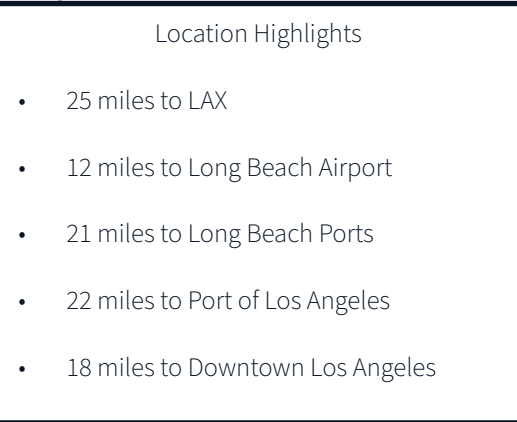 Location Highlights
• 25 miles to LAX
• 12 miles to Long Beach Airport
• 21 miles to Long Beach Ports
• 22 miles to Port of Los Angeles
• 18 miles to Downtown Los Angeles